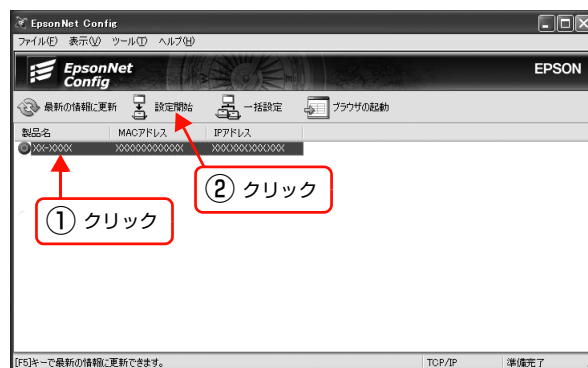 EpsonNet Config
ファイル(F) 表示(V) ツール(T) ヘルプ(H)
EpsonNet
Config
EPSON
最新の情報に更新 設定開始 一括設定 ブラウザの起動
製品名 MACアドレス IPアドレス
XX-XXXX XXXXXXXXXXXX XXX.XXX.XXX.XXX
① クリック
② クリック
[F5]キーで最新の情報に更新できます。 TCP/IP 準備完了